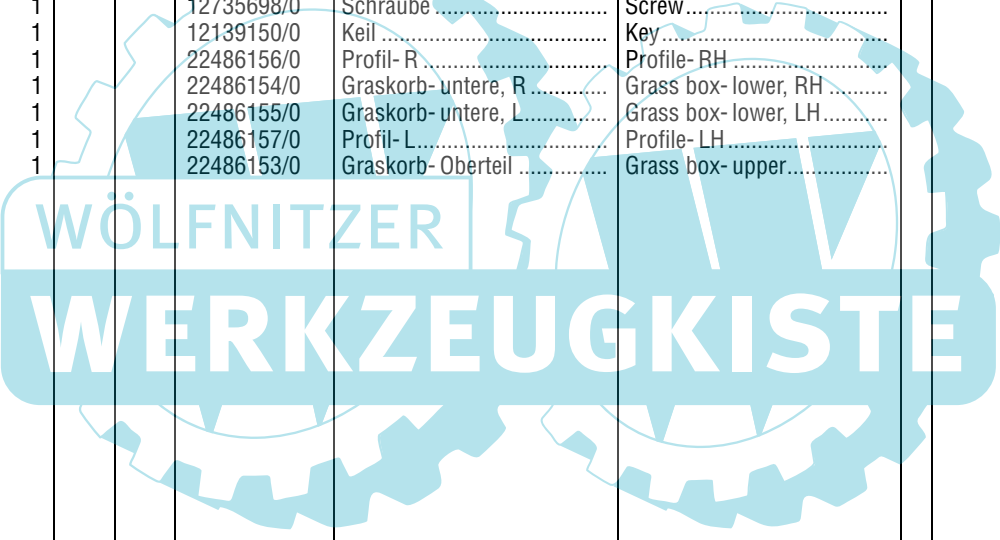 1 12735698/0 Schraube ........................... Screw...................................
1 12139150/0 Keil ..................................... Key.......................................
1 22486156/0 Profil- R .............................. Profile- RH ...........................
1 22486154/0 Graskorb- untere, R ............. Grass box- lower, RH ..........
1 22486155/0 Graskorb- untere, L.............. Grass box- lower, LH...........
1 22486157/0 Profil- L................................ Profile- LH............................
1 22486153/0 Graskorb- Oberteil ............... Grass box- upper.................
WÖLFNITZER
WERKZEUGKISTE